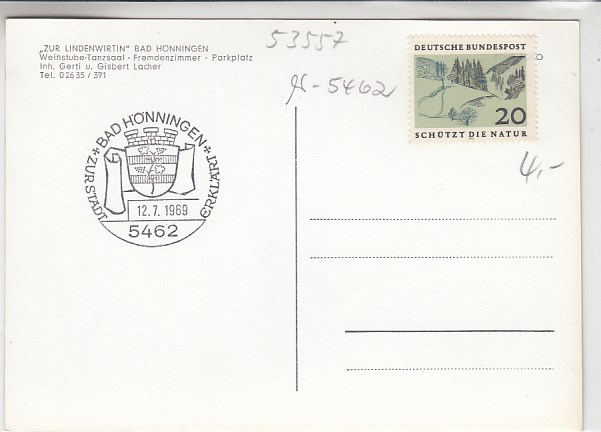 „ZUR LINDENWIRTIN" BAD HÖNNINGEN
Weinstube-Tanzsaal · Fremdenzimmer · Parkplatz
Inh. Gerti u. Gisbert Lacher
Tel. 02635/391
53557
-5462
DEUTSCHE BUNDESPOST
20
SCHÜTZT DIE NATUR
O
4,-
*BAD HÖNNINGEN*
ZUR STADT
ERKLÄRT
12.7.1969
5462